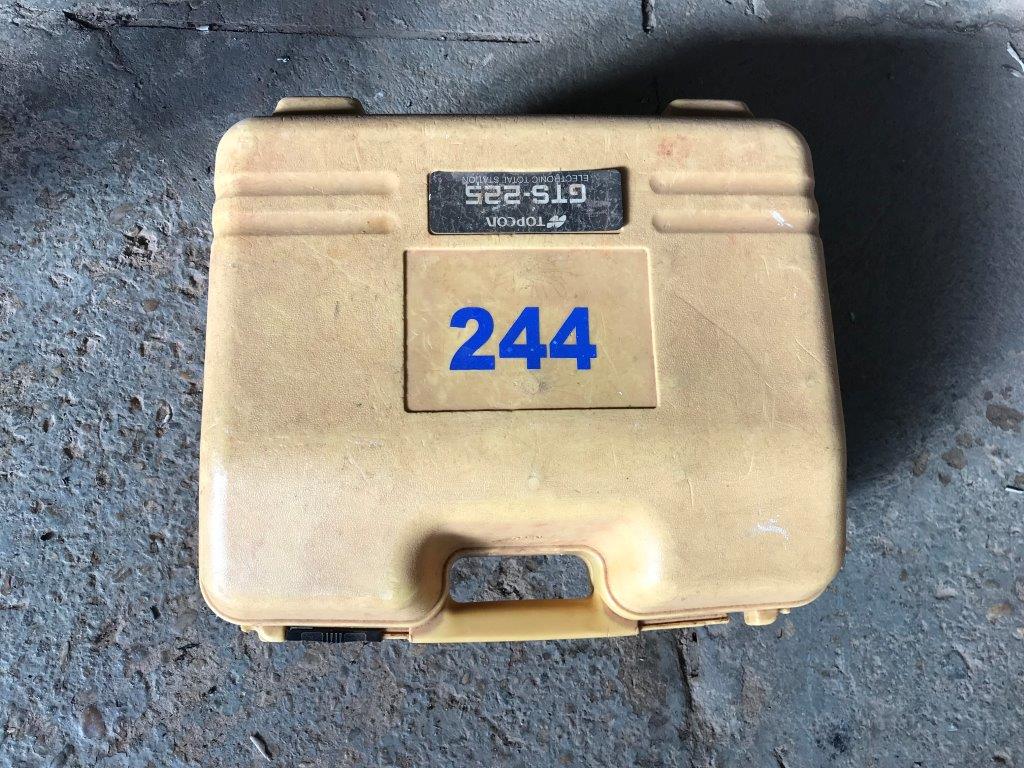 TOPCON
GTS-225
ELECTRONIC TOTAL STATION
244